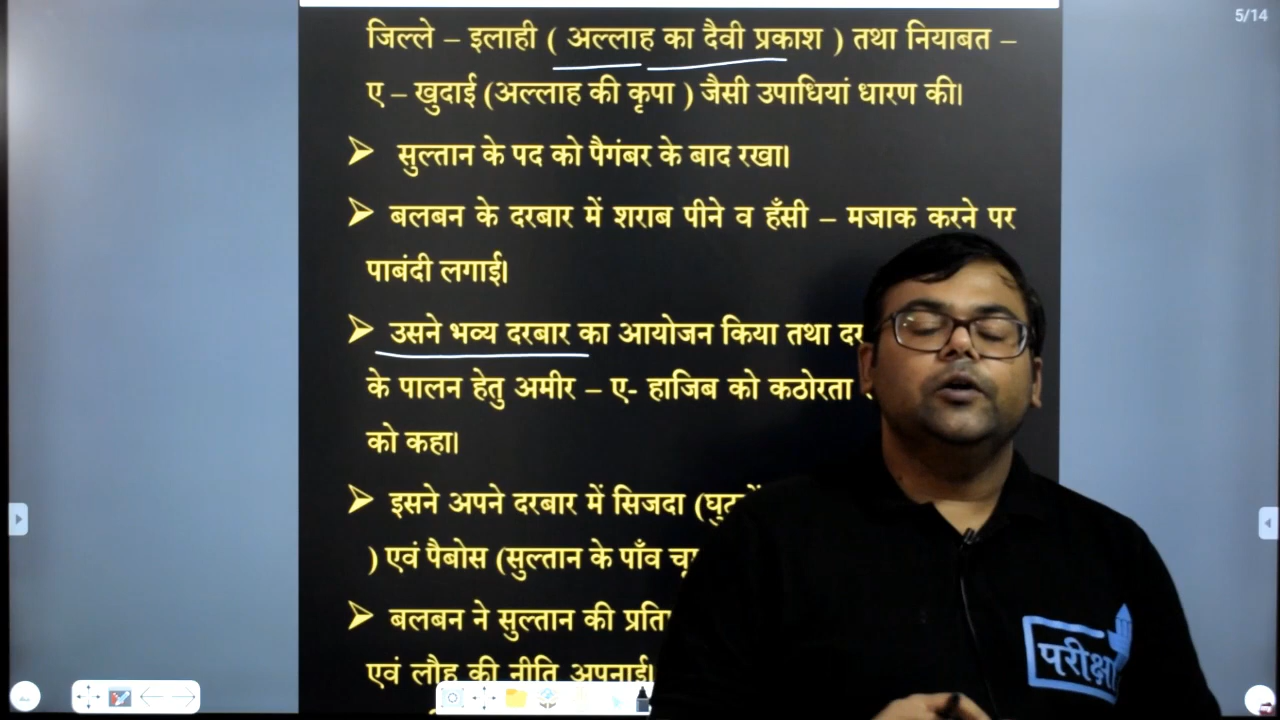 5/14
जिल्ले – इलाही ( अल्लाह का दैवी प्रकाश ) तथा नियाबत –
ए – खुदाई (अल्लाह की कृपा ) जैसी उपाधियां धारण की।
➢ सुल्तान के पद को पैगंबर के बाद रखा।
➢ बलबन के दरबार में शराब पीने व हँसी – मजाक करने पर
पाबंदी लगाई।
➢ उसने भव्य दरबार का आयोजन किया तथा
के पालन हेतु अमीर – ए- हाजिब को कठोरता
को कहा।
➢ इसने अपने दरबार में सिजदा
) एवं पैबोस (सुल्तान के पाँव
➢ बलबन ने सुल्तान की
एवं लौह की नीति अपनाई।
परीक्षा